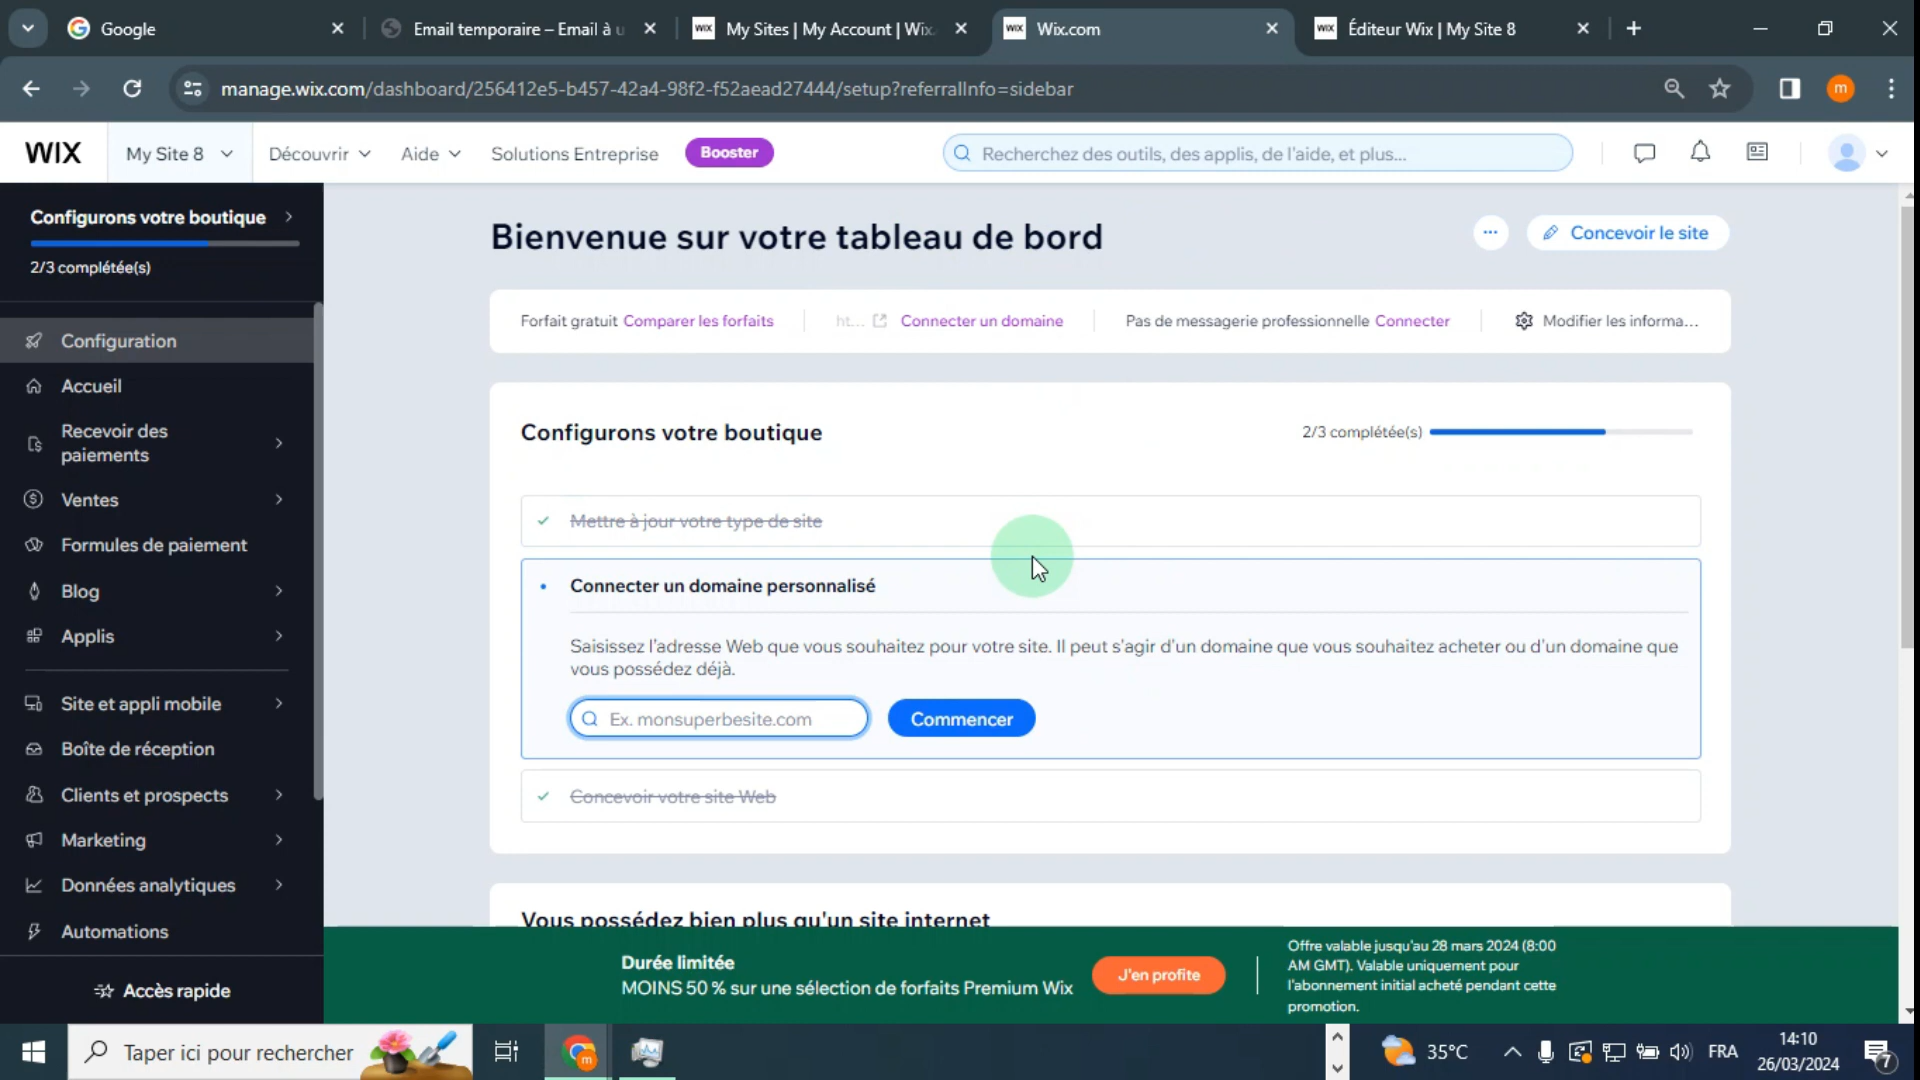 Google
Email temporaire – Email à u
WIX My Sites | My Account | Wix.
WIX Wix.com
WIX Éditeur Wix | My Site 8
manage.wix.com/dashboard/256412e5-b457-42a4-98f2-f52aead27444/setup?referralInfo=sidebar
m
WIX
My Site 8
Découvrir
Aide
Solutions Entreprise
Booster
Recherchez des outils, des applis, de l'aide, et plus...
Configurons votre boutique
2/3 complétée(s)
Configuration
Accueil
Recevoir des
paiements
Ventes
Formules de paiement
Blog
Applis
Site et appli mobile
Boîte de réception
Clients et prospects
Marketing
Données analytiques
Automations
Accès rapide
Bienvenue sur votre tableau de bord
Concevoir le site
Forfait gratuit Comparer les forfaits
ht... Connecter un domaine
Pas de messagerie professionnelle Connecter
Modifier les informa...
Configurons votre boutique
2/3 complétée(s)
Mettre à jour votre type de site
Connecter un domaine personnalisé
Saisissez l'adresse Web que vous souhaitez pour votre site. Il peut s'agir d'un domaine que vous souhaitez acheter ou d'un domaine que
vous possédez déjà.
Ex. monsuperbesite.com
Commencer
Concevoir votre site Web
Vous possédez bien plus qu'un site internet
Durée limitée
MOINS 50 % sur une sélection de forfaits Premium Wix
J'en profite
Offre valable jusqu'au 28 mars 2024 (8:00
AM GMT). Valable uniquement pour
l'abonnement initial acheté pendant cette
promotion.
Taper ici pour rechercher
m
35°C
FRA
14:10
26/03/2024
7